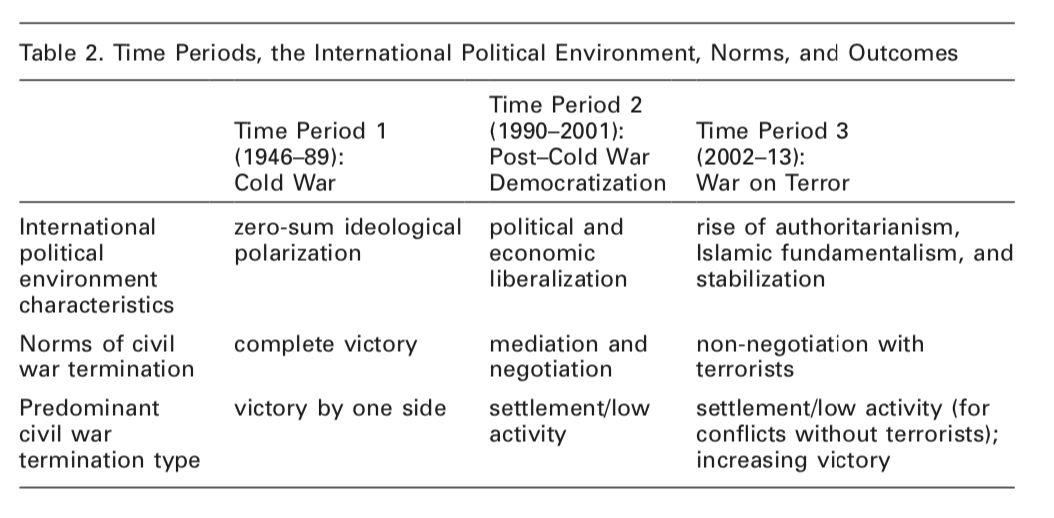 Table 2. Time Periods, the International Political Environment, Norms, and Outcomes
Time Period 1
(1946–89):
Cold War
Time Period 2
(1990–2001):
Post–Cold War
Democratization
Time Period 3
(2002–13):
War on Terror
International
political
environment
characteristics
zero-sum ideological
polarization
political and
economic
liberalization
rise of authoritarianism,
Islamic fundamentalism, and
stabilization
Norms of civil
war termination
complete victory
mediation and
negotiation
non-negotiation with
terrorists
Predominant
civil war
termination type
victory by one side
settlement/low
activity
settlement/low activity (for
conflicts without terrorists);
increasing victory